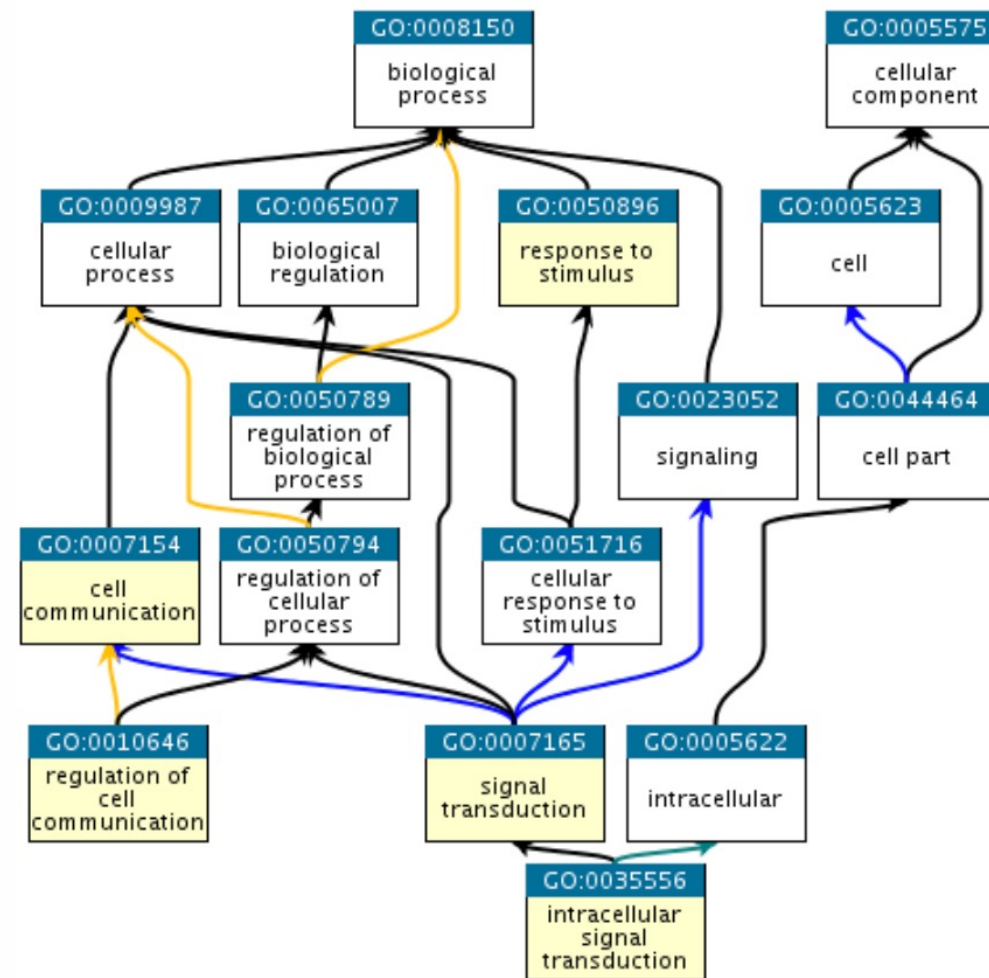 GO:0008150
biological
process
GO:0005575
cellular
component
GO:0009987
cellular
process
GO:0065007
biological
regulation
GO:0050896
response to
stimulus
GO:0005623
cell
GO:0050789
regulation of
biological
process
GO:0023052
signaling
GO:0044464
cell part
GO:0007154
cell
communication
GO:0050794
regulation of
cellular
process
GO:0051716
cellular
response to
stimulus
GO:0010646
regulation of
cell
communication
GO:0007165
signal
transduction
GO:0005622
intracellular
GO:0035556
intracellular
signal
transduction